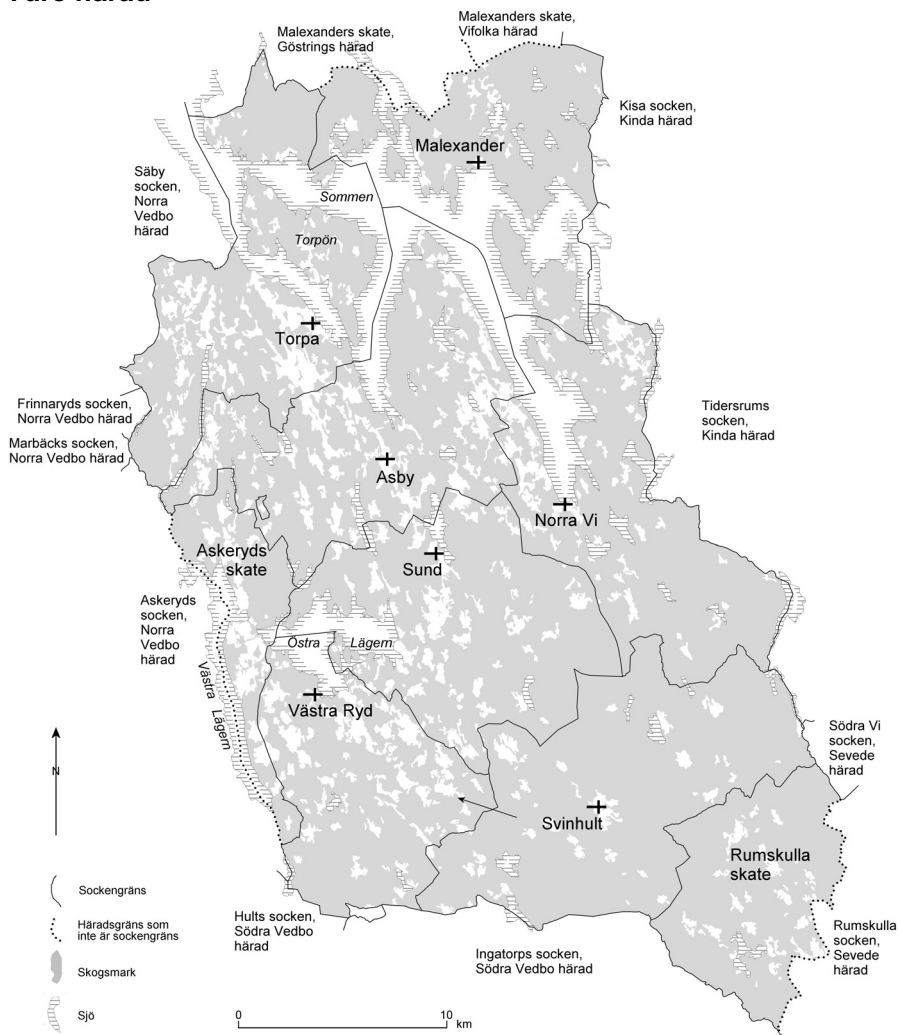 Malexanders skate,
Göstrings härad
Malexanders skate,
Vifolka härad
Kisa socken,
Kinda härad
Malexander
Säby
socken,
Norra
Vedbo
härad
Sommen
Torpön
Torpa
Frinnaryds socken,
Norra Vedbo härad
Marbäcks socken,
Norra Vedbo härad
Tidersrums
socken,
Kinda härad
Asby
Norra Vi
Askeryds
skate
Sund
Askeryds
socken,
Norra
Vedbo
härad
Östra Lägern
Västra Lägern
Västra Ryd
Södra Vi
socken,
Sevede
härad
N
Svinhult
Rumskulla
skate
Sockengräns
Häradsgräns som
inte är sockengräns
Skogsmark
Sjö
Hults socken,
Södra Vedbo
härad
Ingatorps socken,
Södra Vedbo härad
Rumskulla
socken,
Sevede
härad
0 10
km